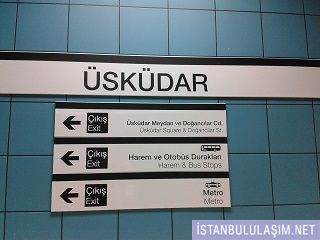 ÜSKÜDAR
Çıkış
Exit
Üsküdar Meydan ve Doğancılar Cd.
Üsküdar Square & Doğancılar St.
Çıkış
Exit
Harem ve Otobüs Durakları
Harem & Bus Stops
Çıkış
Exit
Metro
Metro
İSTANBULULAŞIM.NET